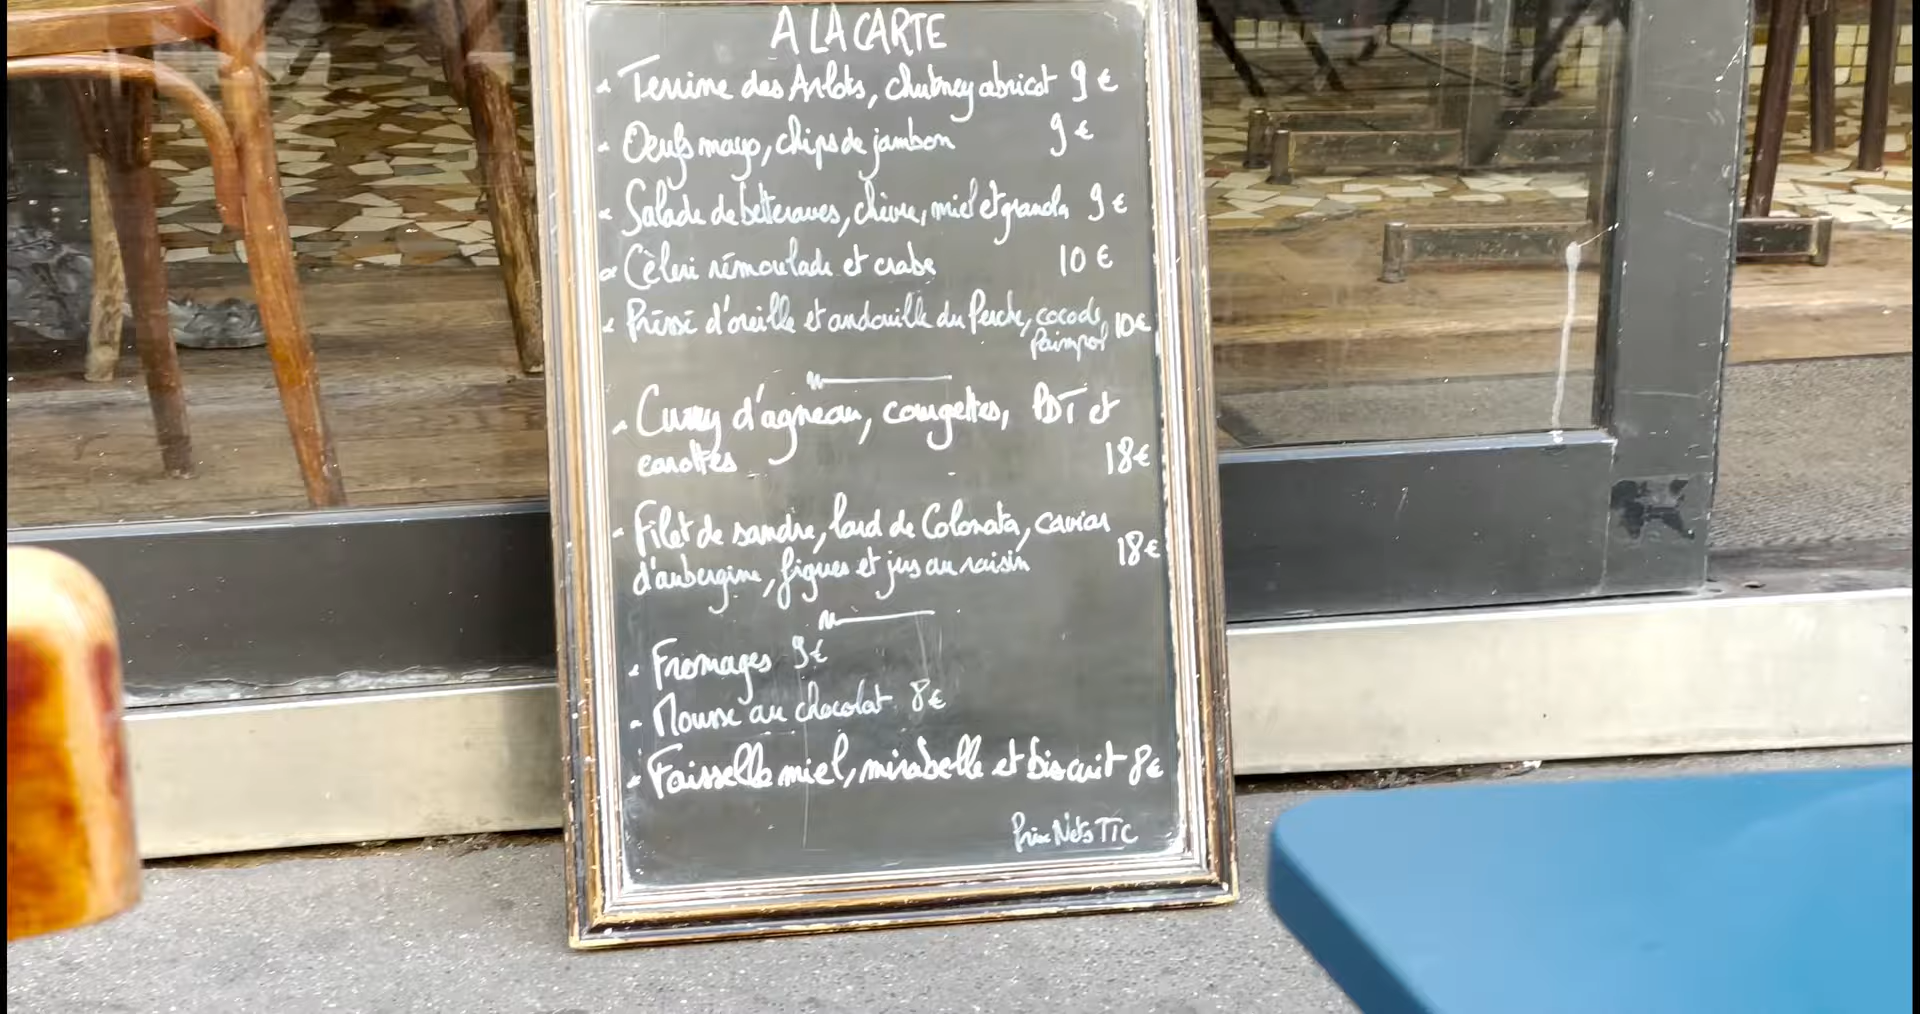 A LA CARTE
- Terrine des Arlots, chutney abricot 9 €
- Oeufs mayo, chips de jambon 9 €
- Salade de betteraves, chèvre, miel et granola 9 €
- Cèleri rémoulade et crabe 10 €
- Préssé d'oreille et andouille du Perche, cocode 10 €
Paimpol
- Curry d'agneau, courgettes, PDT et
carottes 18 €
- Filet de sandre, lard de Colonata, caviar
d'aubergine, figues et jus au raisin 18 €
- Fromages 9 €
- Mousse au chocolat 8 €
- Faisselle miel, mirabelle et biscuit 8 €
Prix Nets TTC